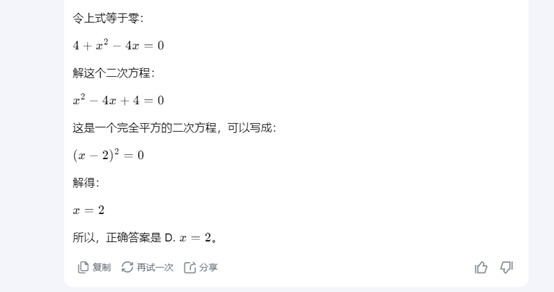 令上式等于零：
4 + x² − 4x = 0
解这个二次方程：
x² − 4x + 4 = 0
这是一个完全平方的二次方程，可以写成：
(x − 2)² = 0
解得：
x = 2
所以，正确答案是 D. x = 2。
复制 再试一次 分享